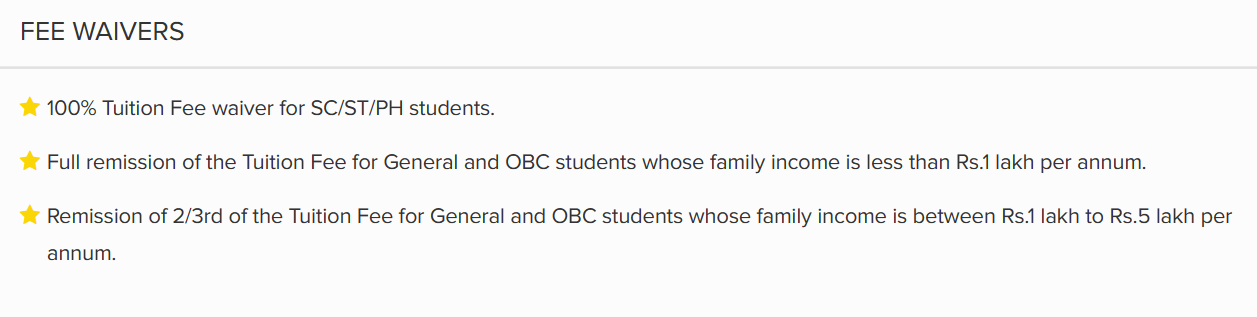 FEE WAIVERS
100% Tuition Fee waiver for SC/ST/PH students.
Full remission of the Tuition Fee for General and OBC students whose family income is less than Rs.1 lakh per annum.
Remission of 2/3rd of the Tuition Fee for General and OBC students whose family income is between Rs.1 lakh to Rs.5 lakh per
annum.